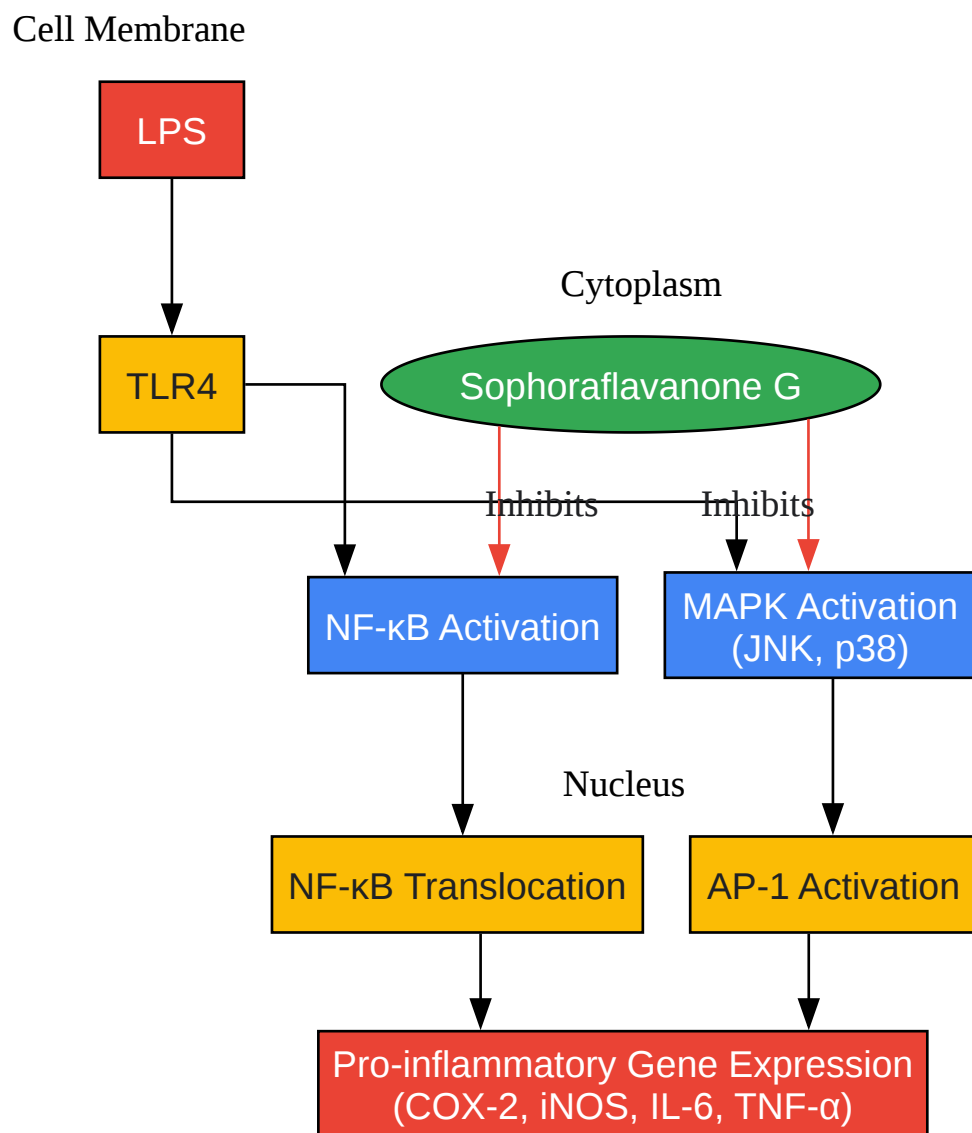 Cell Membrane
LPS
Cytoplasm
TLR4
Sophoraflavanone G
Inhibits
Inhibits
NF-κB Activation
MAPK Activation
(JNK, p38)
Nucleus
NF-κB Translocation
AP-1 Activation
Pro-inflammatory Gene Expression
(COX-2, iNOS, IL-6, TNF-α)